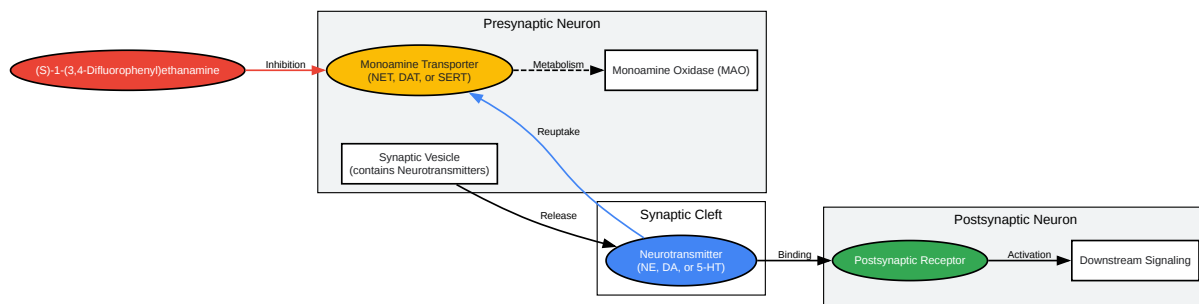 Presynaptic Neuron
(S)-1-(3,4-Difluorophenyl)ethanamine
Inhibition
Monoamine Transporter
(NET, DAT, or SERT)
Metabolism
Monoamine Oxidase (MAO)
Reuptake
Synaptic Vesicle
(contains Neurotransmitters)
Release
Synaptic Cleft
Neurotransmitter
(NE, DA, or 5-HT)
Binding
Postsynaptic Neuron
Postsynaptic Receptor
Activation
Downstream Signaling